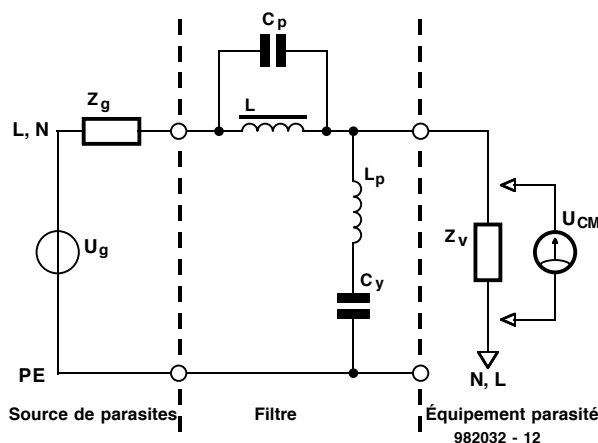 Cp
L
Zg
L, N
Lp
UCM
Zv
Ug
Cy
PE
N, L
Source de parasites
Filtre
Équipement parasité
982032 - 12